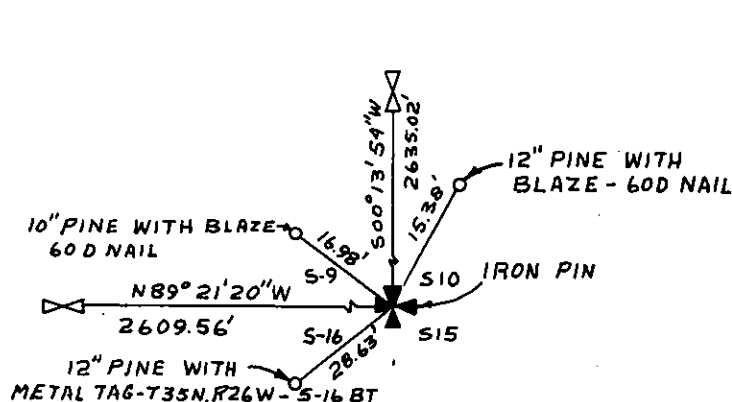 S00°13'54"W
2635.02'
12" PINE WITH
BLAZE - 60D NAIL
15.38'
10" PINE WITH BLAZE
60 D NAIL
16.98'
S-9
S10
IRON PIN
N89°21'20"W
2609.56'
S-16
S15
28.63'
12" PINE WITH
METAL TAG-T35N,R26W-S-16 BT